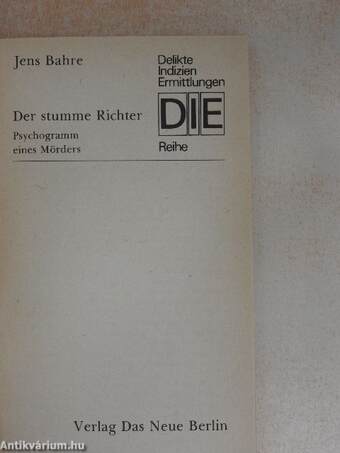 Jens Bahre
Der stumme Richter
Psychogramm
eines Mörders
Delikte
Indizien
Ermittlungen
DIE
Reihe
Verlag Das Neue Berlin
Antikvárium.hu